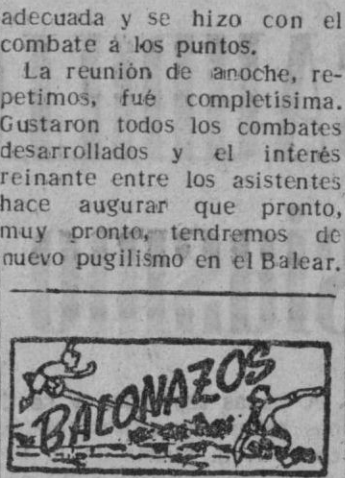 adecuada y se hizo con el
combate a los puntos.
La reunión de anoche, re-
petimos, fué completisima.
Gustaron todos los combates
desarrollados y el interés
reinante entre los asistentes
hace augurar que pronto,
muy pronto, tendremos de
nuevo pugilismo en el Balear.
BALONAZOS